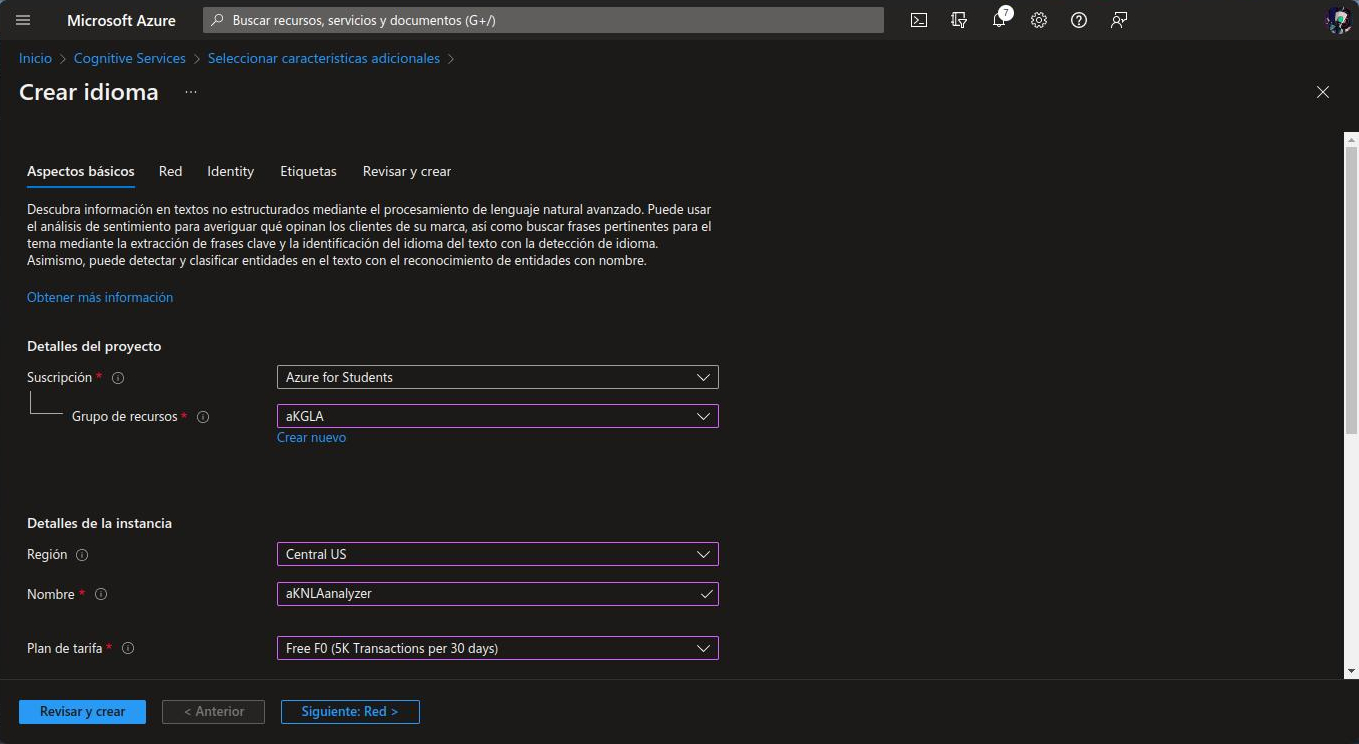 Microsoft Azure
Buscar recursos, servicios y documentos (G+/)
7
Inicio > Cognitive Services > Seleccionar características adicionales >
Crear idioma ...
Aspectos básicos Red Identity Etiquetas Revisar y crear
Descubra información en textos no estructurados mediante el procesamiento de lenguaje natural avanzado. Puede usar
el análisis de sentimiento para averiguar qué opinan los clientes de su marca, así como buscar frases pertinentes para el
tema mediante la extracción de frases clave y la identificación del idioma del texto con la detección de idioma.
Asimismo, puede detectar y clasificar entidades en el texto con el reconocimiento de entidades con nombre.
Obtener más información
Detalles del proyecto
Suscripción * Azure for Students
Grupo de recursos * aKGLA
Crear nuevo
Detalles de la instancia
Región Central US
Nombre * aKNLAanalyzer
Plan de tarifa * Free F0 (5K Transactions per 30 days)
Revisar y crear < Anterior Siguiente: Red >